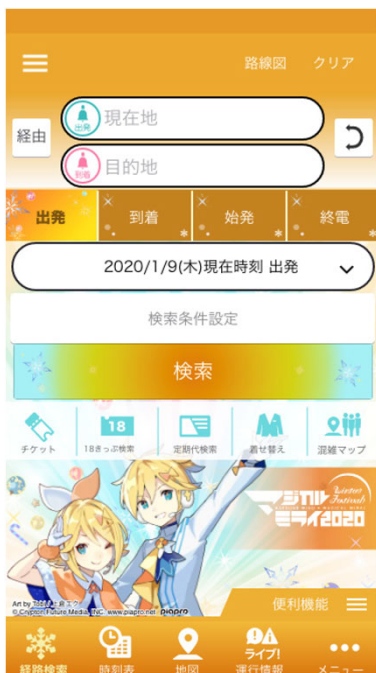 路線図 クリア
経由
出発
現在地
到着
目的地
出発 到着 始発 終電
2020/1/9(木)現在時刻 出発
検索条件設定
検索
18
チケット 18きっぷ検索 定期代検索 着せ替え 混雑マップ
マジカル
ミライ2020
便利機能
© Crypton Future Media, INC. www.piapro.net piapro
ライブ!
経路検索 時刻表 地図 運行情報 メニュー